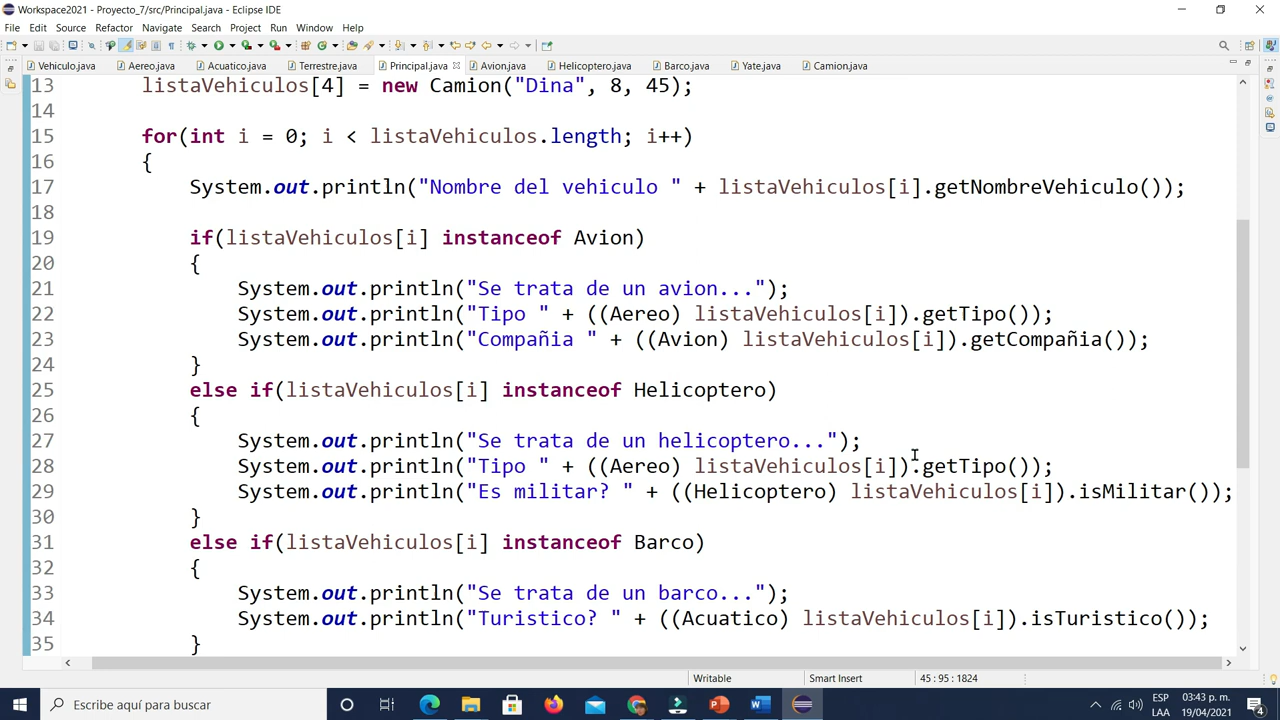 Workspace2021 - Proyecto_7/src/Principal.java - Eclipse IDE
File Edit Source Refactor Navigate Search Project Run Window Help
Vehiculo.java Aereo.java Acuatico.java Terrestre.java Principal.java Avion.java Helicoptero.java Barco.java Yate.java Camion.java
13 listaVehiculos[4] = new Camion("Dina", 8, 45);
14
15 for(int i = 0; i < listaVehiculos.length; i++)
16 {
17 System.out.println("Nombre del vehiculo " + listaVehiculos[i].getNombreVehiculo());
18
19 if(listaVehiculos[i] instanceof Avion)
20 {
21 System.out.println("Se trata de un avion...");
22 System.out.println("Tipo " + ((Aereo) listaVehiculos[i]).getTipo());
23 System.out.println("Compañia " + ((Avion) listaVehiculos[i]).getCompañia());
24 }
25 else if(listaVehiculos[i] instanceof Helicoptero)
26 {
27 System.out.println("Se trata de un helicoptero...");
28 System.out.println("Tipo " + ((Aereo) listaVehiculos[i]).getTipo());
29 System.out.println("Es militar? " + ((Helicoptero) listaVehiculos[i]).isMilitar());
30 }
31 else if(listaVehiculos[i] instanceof Barco)
32 {
33 System.out.println("Se trata de un barco...");
34 System.out.println("Turistico? " + ((Acuatico) listaVehiculos[i]).isTuristico());
35 }
Writable Smart Insert 45 : 95 : 1824
Escribe aquí para buscar
ESP 03:43 p. m.
LAA 19/04/2021
4